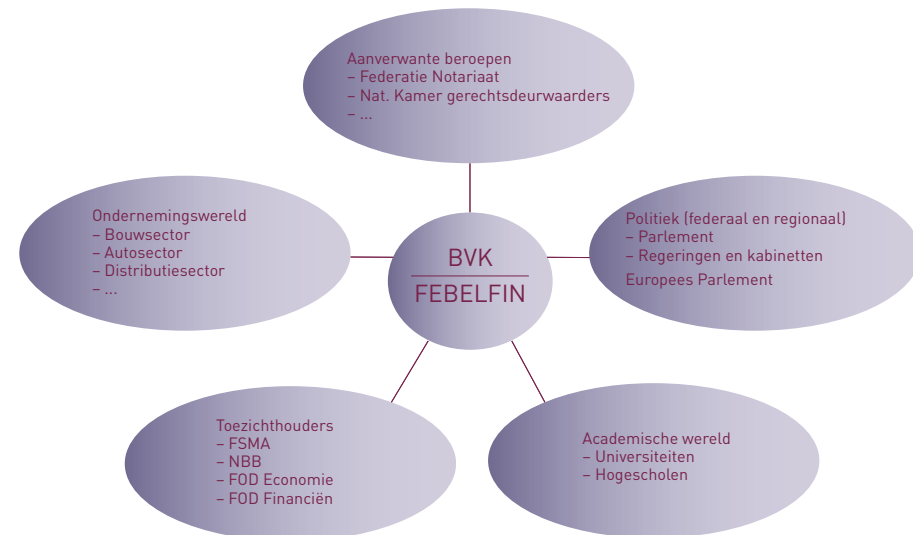 Aanverwante beroepen
– Federatie Notariaat
– Nat. Kamer gerechtsdeurwaarders
– ...
Ondernemingswereld
– Bouwsector
– Autosector
– Distributiesector
– ...
BVK
FEBELFIN
Politiek (federaal en regionaal)
– Parlement
– Regeringen en kabinetten
Europees Parlement
Toezichthouders
– FSMA
– NBB
– FOD Economie
– FOD Financiën
Academische wereld
– Universiteiten
– Hogescholen